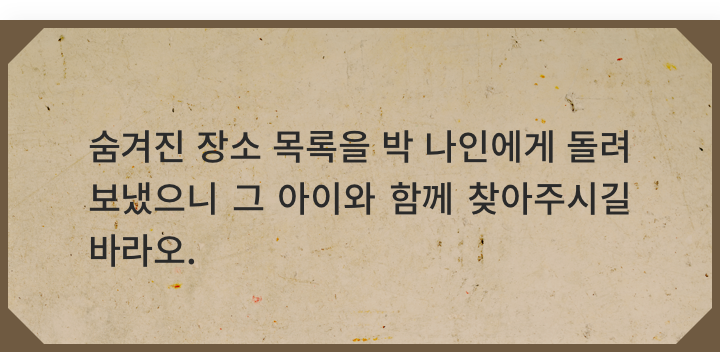 숨겨진 장소 목록을 박 나인에게 돌려
보냈으니 그 아이와 함께 찾아주시길
바라오.